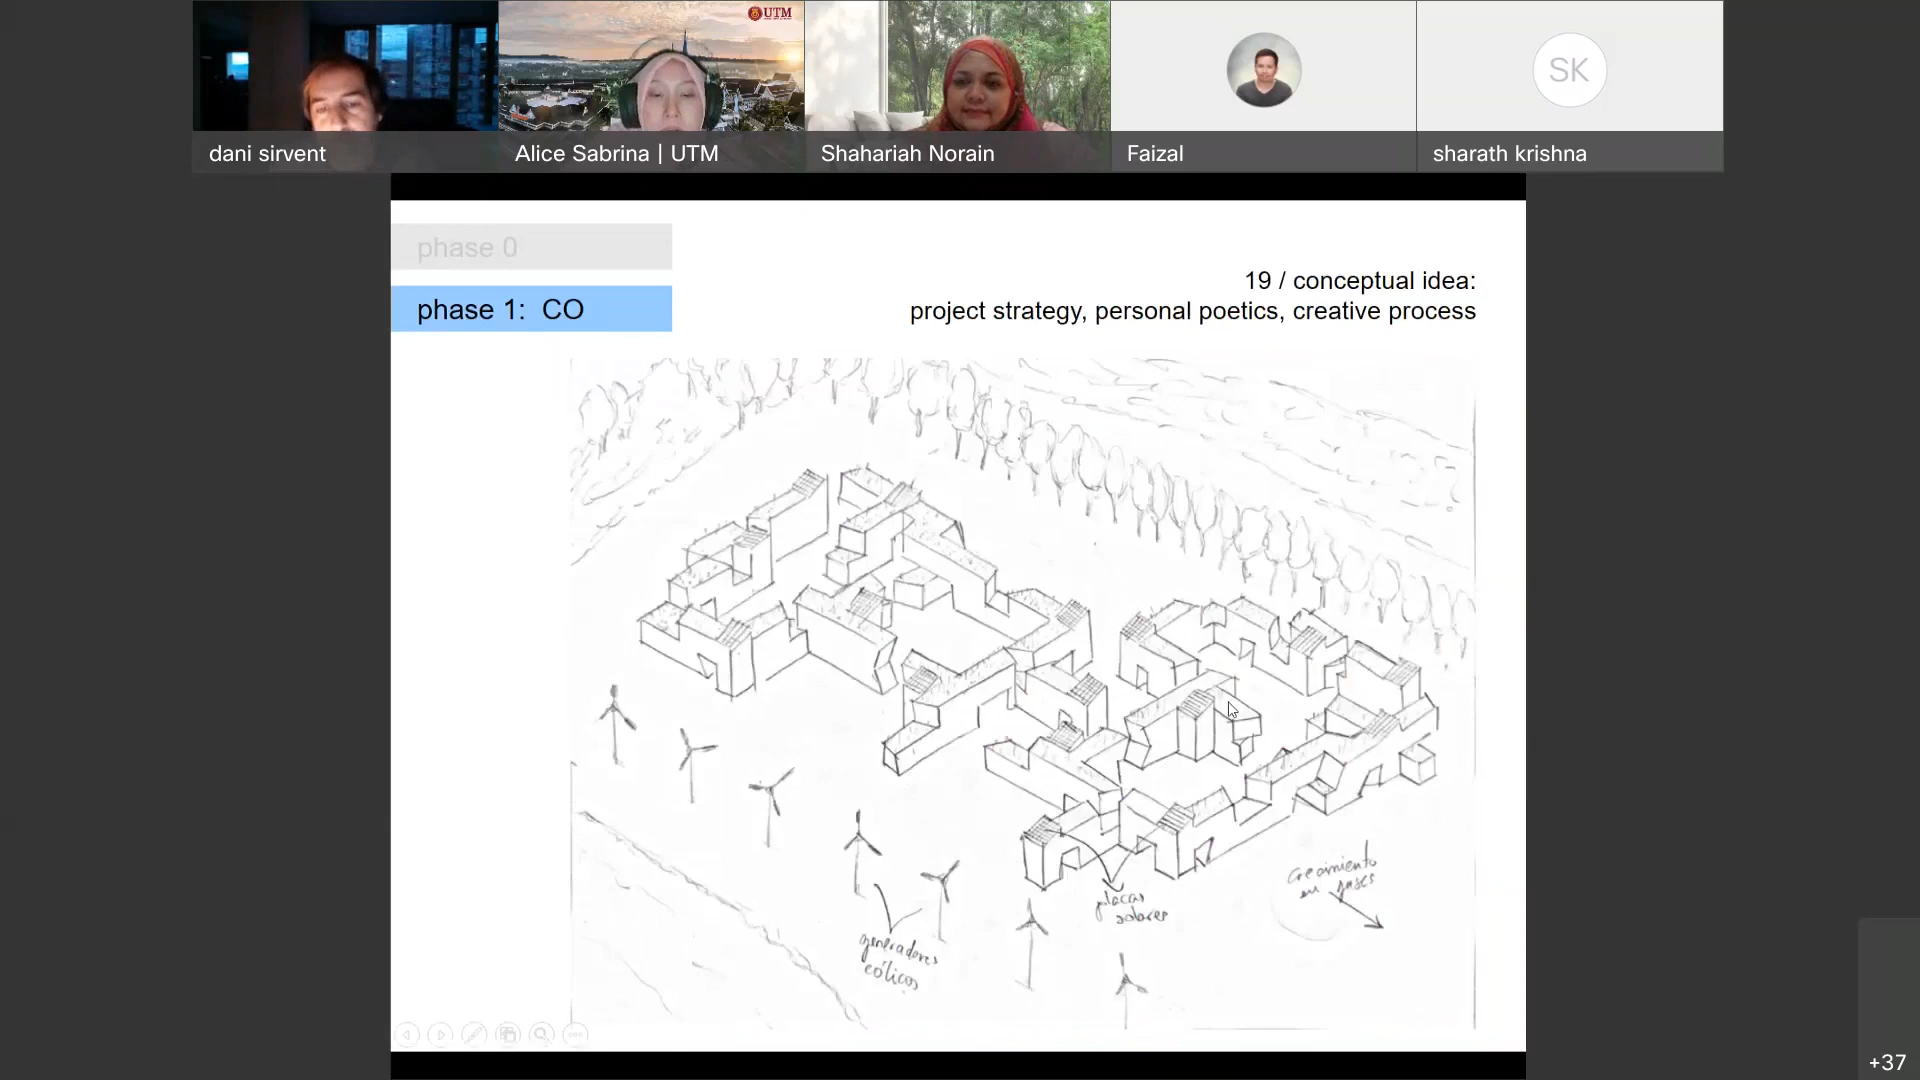 UTM
SK
dani sirvent
Alice Sabrina | UTM
Shahariah Norain
Faizal
sharath krishna
phase 0
phase 1: CO
19 / conceptual idea:
project strategy, personal poetics, creative process
placas
solares
generadores
eólicos
Crecimiento
en fases
+37